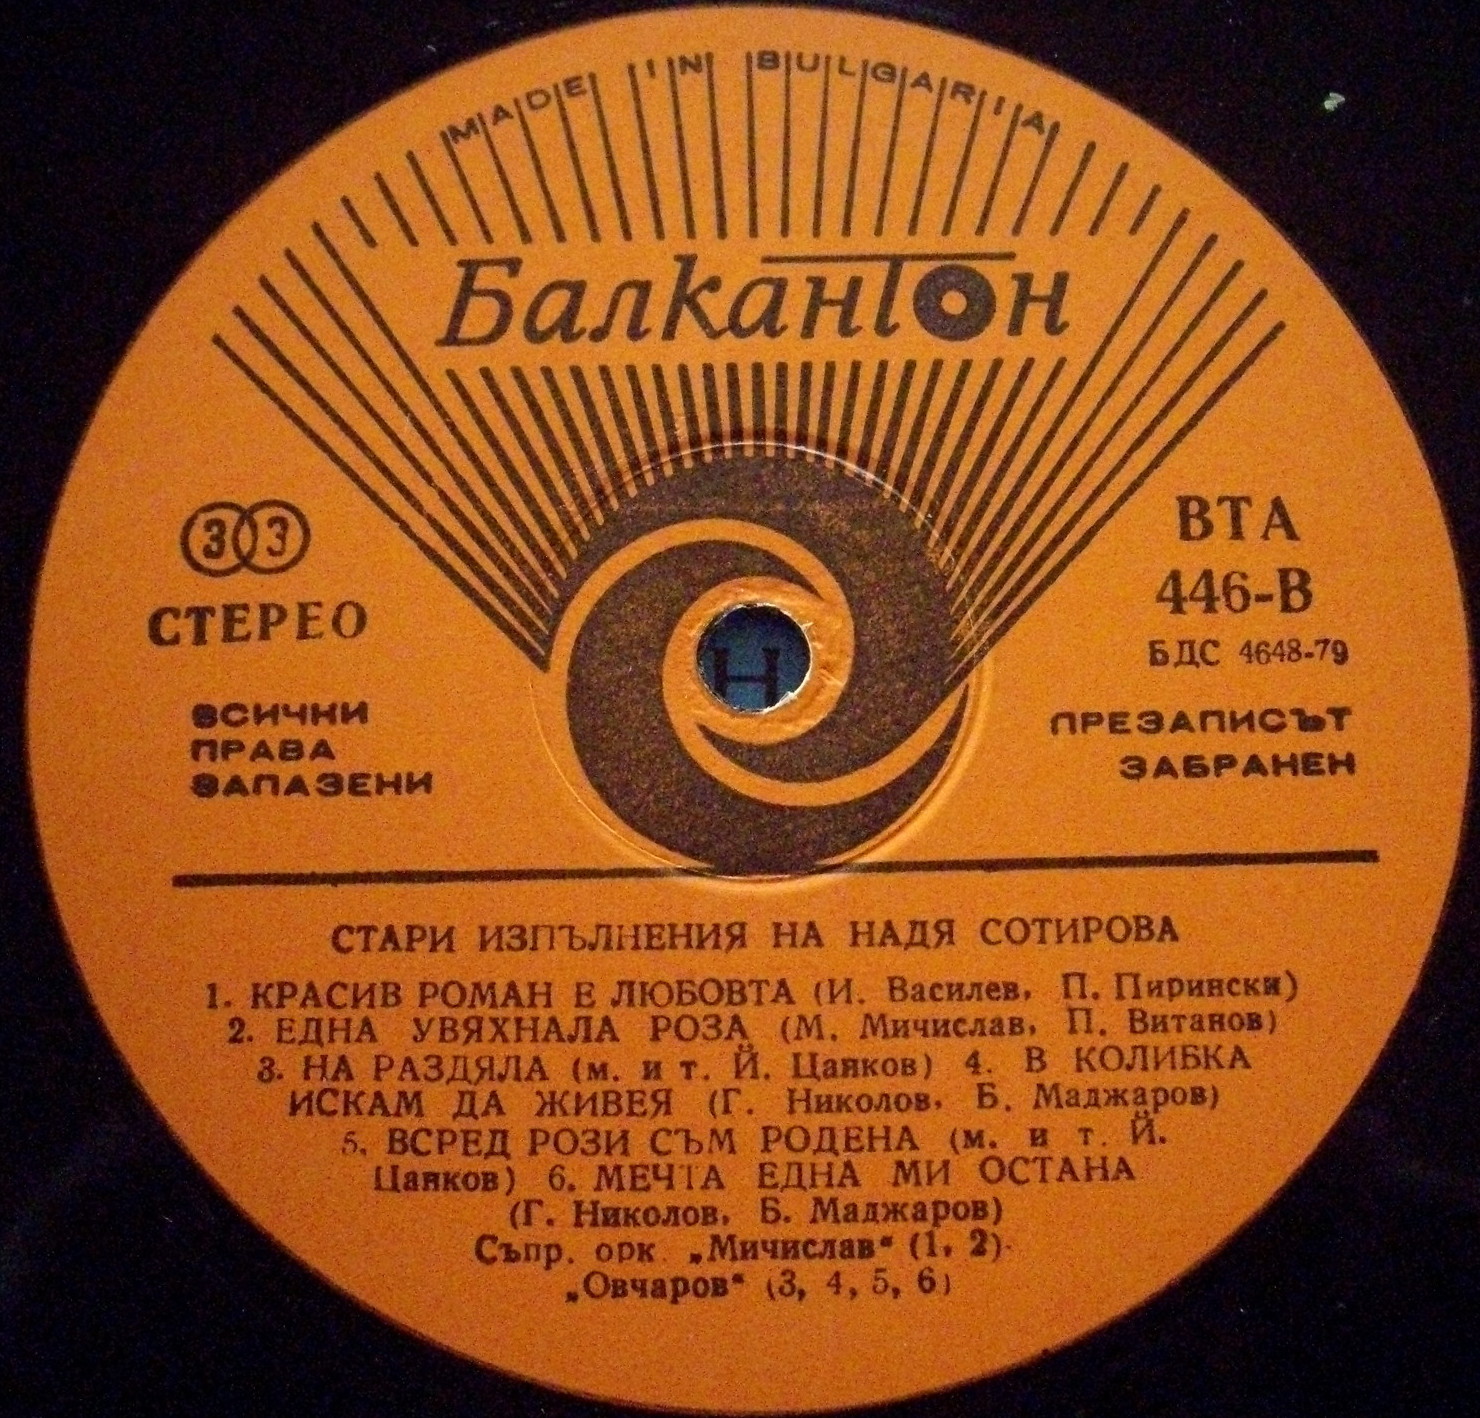 MADE IN BULGARIA
Балкантон
33
СТЕРЕО
ВСИЧКИ
ПРАВА
ЗАПАЗЕНИ
ВТА
446-В
БДС 4648-79
ПРЕЗАПИСЪТ
ЗАБРАНЕН
Н
СТАРИ ИЗПЪЛНЕНИЯ НА НАДЯ СОТИРОВА
1. КРАСИВ РОМАН Е ЛЮБОВТА (И. Василев, П. Пирински)
2. ЕДНА УВЯХНАЛА РОЗА (М. Мичислав, П. Витанов)
3. НА РАЗДЯЛА (м. и т. Й. Цанков) 4. В КОЛИБКА
ИСКАМ ДА ЖИВЕЯ (Г. Николов, Б. Маджаров)
5. ВСРЕД РОЗИ СЪМ РОДЕНА (м. и т. Й.
Цанков) 6. МЕЧТА ЕДНА МИ ОСТАНА
(Г. Николов, Б. Маджаров)
Съпр. орк. „Мичислав“ (1, 2).
„Овчаров“ (3, 4, 5, 6)